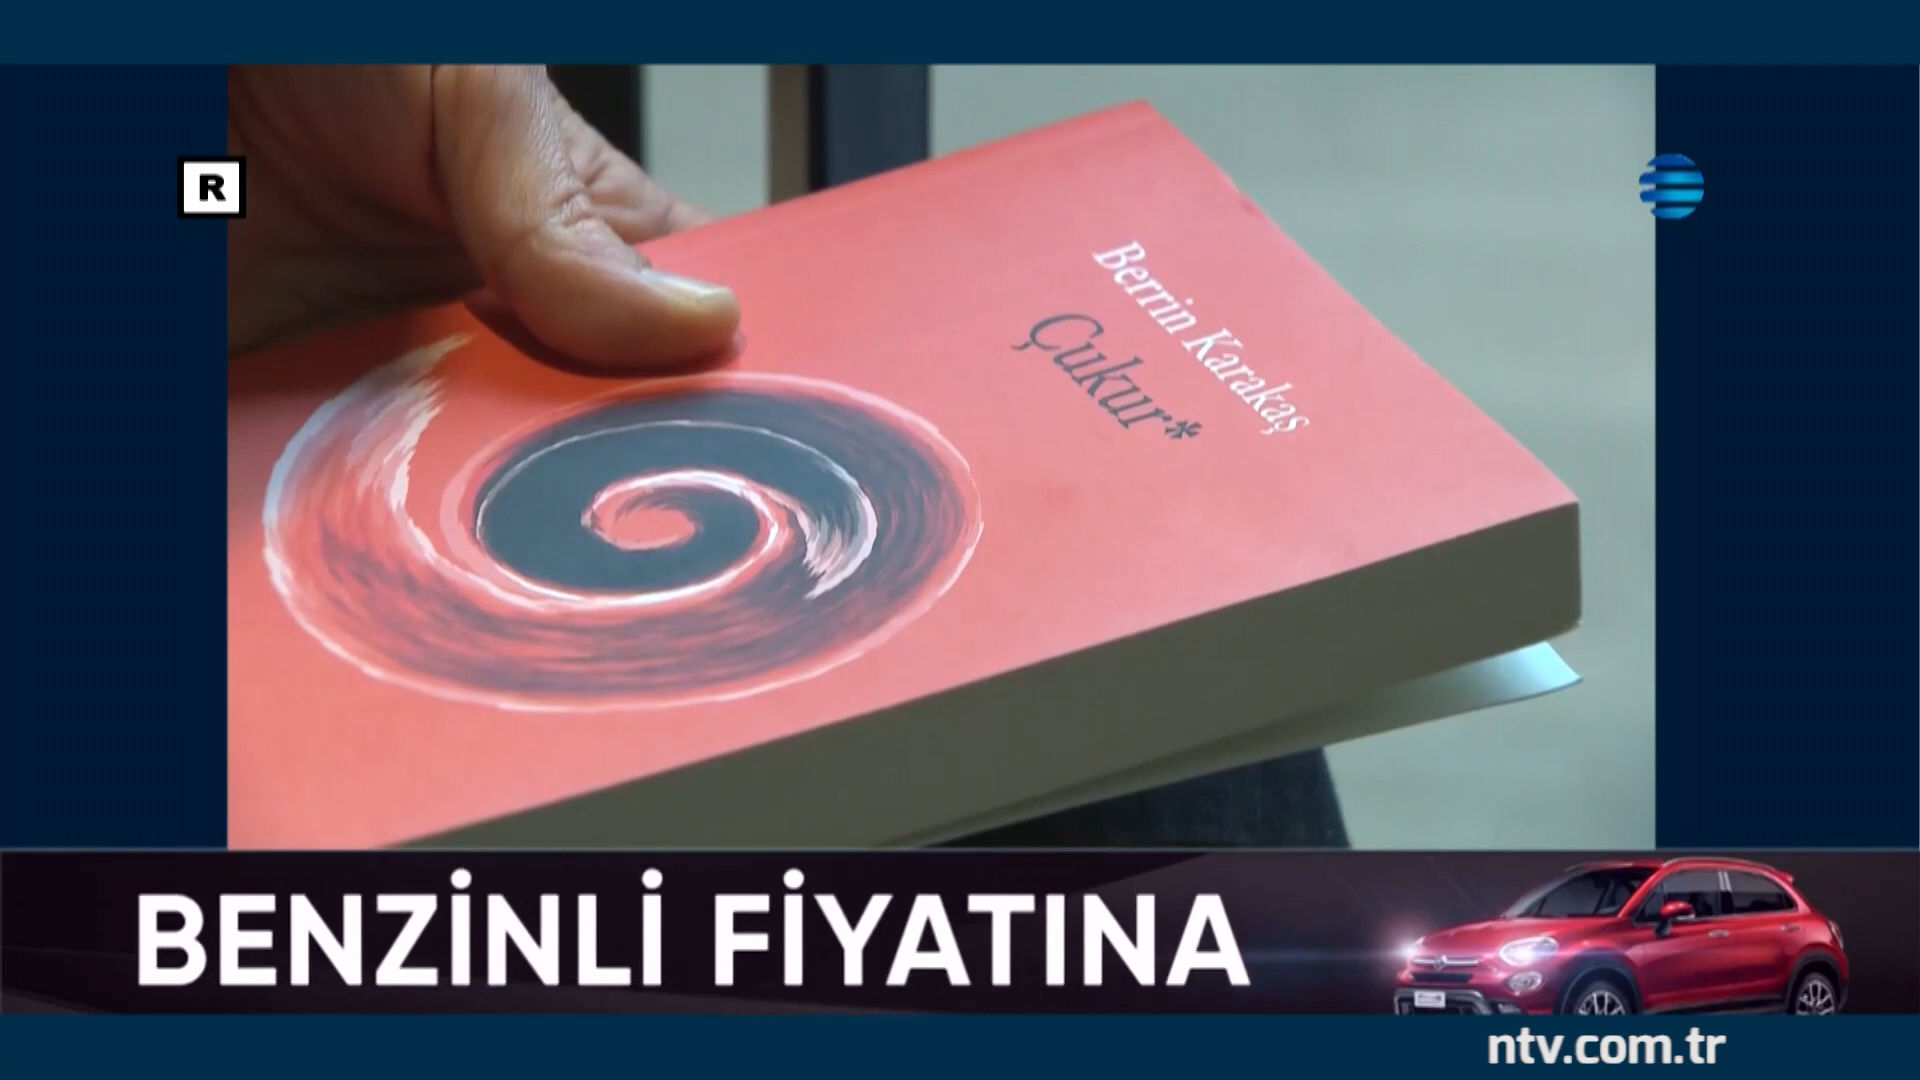 R
Berrin Karakaş
Çukur*
BENZİNLİ FİYATINA
ntv.com.tr